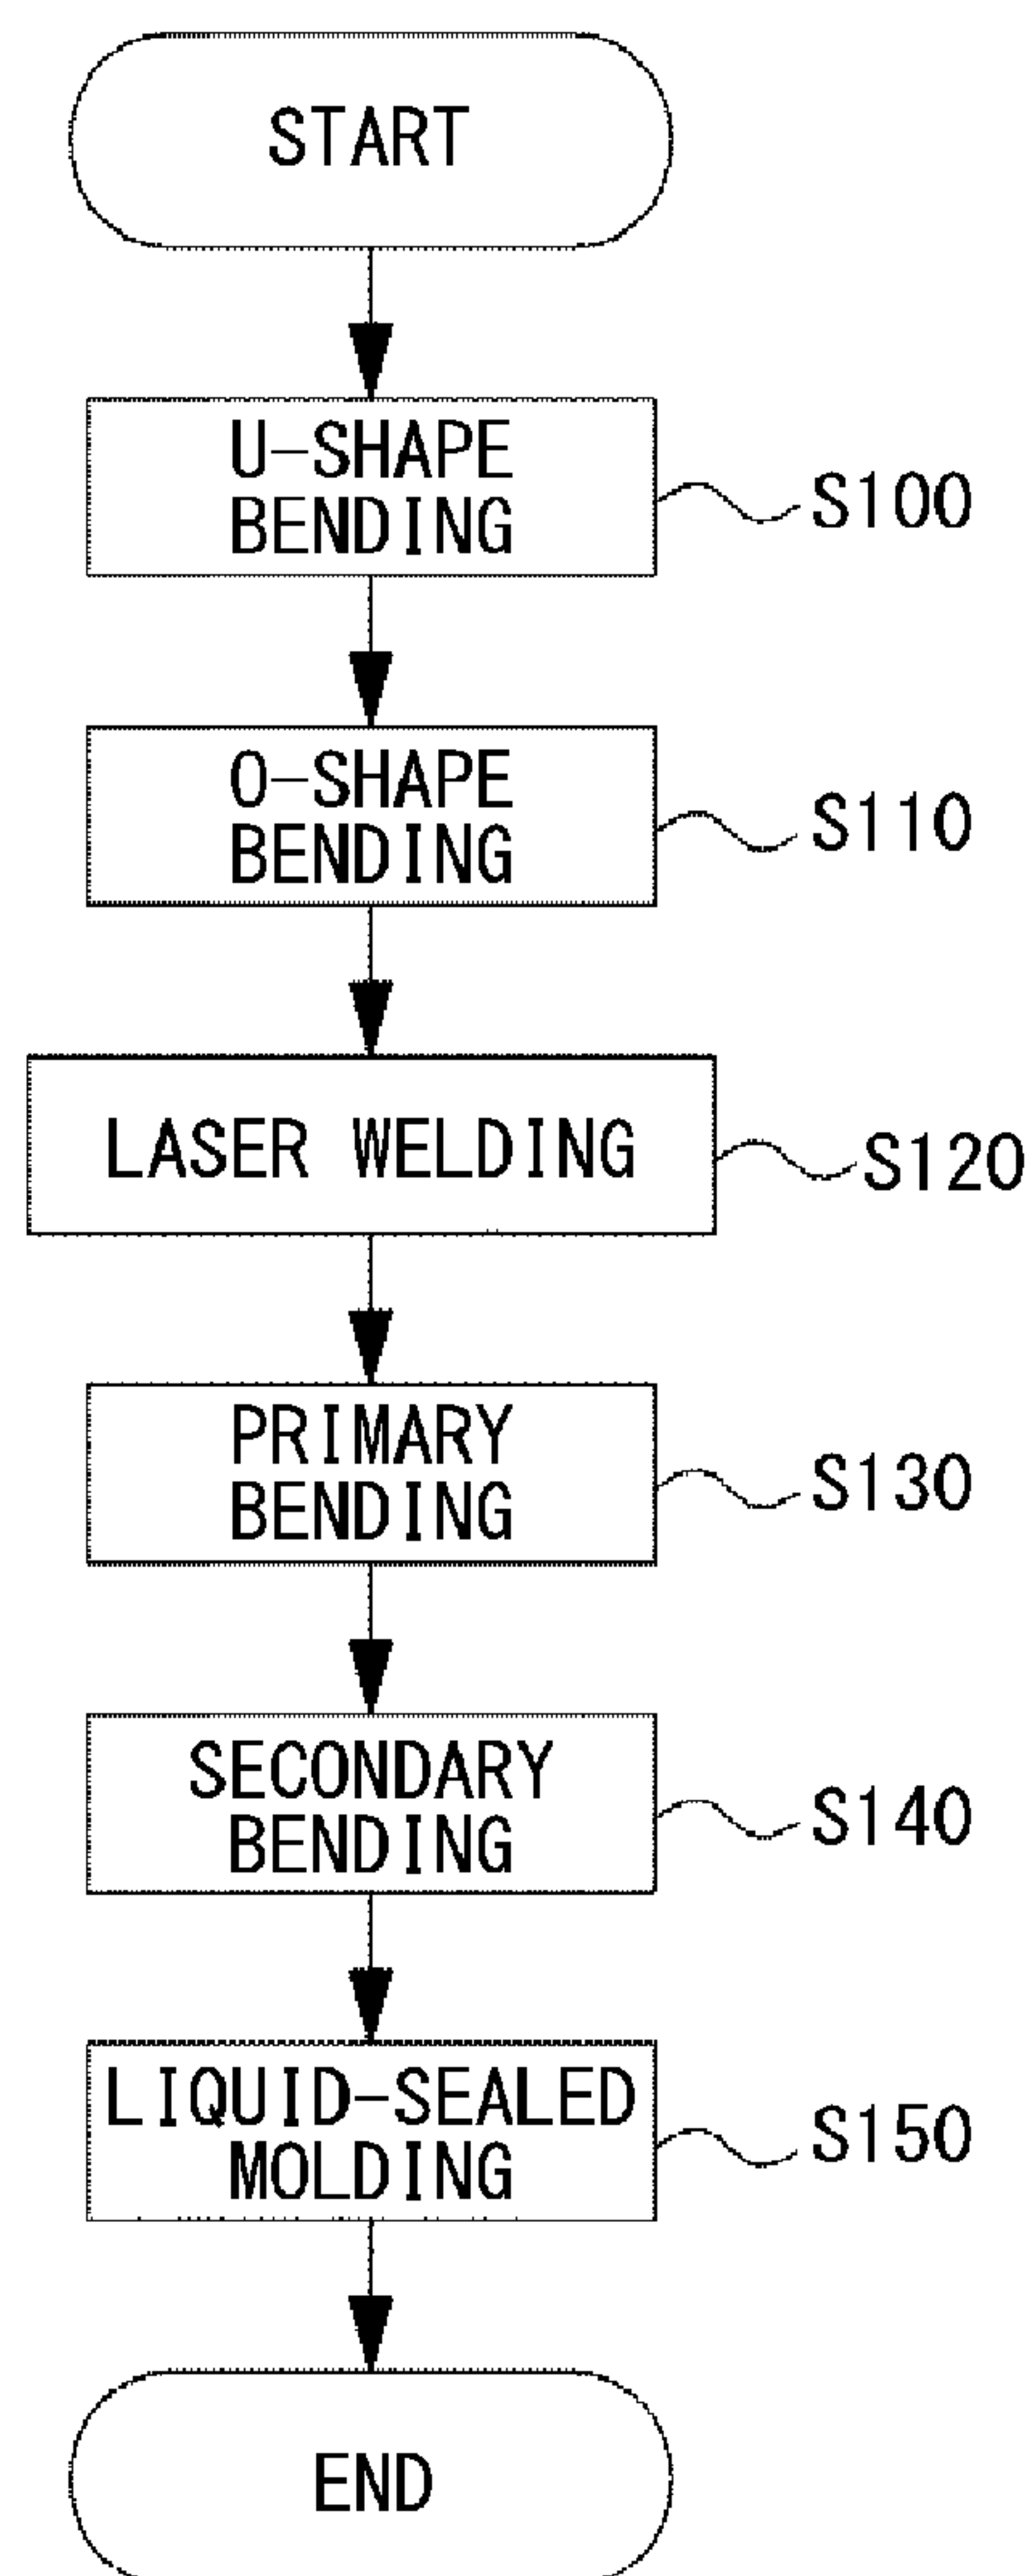 START
U-SHAPE
BENDING
S100
O-SHAPE
BENDING
S110
LASER WELDING
S120
PRIMARY
BENDING
S130
SECONDARY
BENDING
S140
LIQUID-SEALED
MOLDING
S150
END